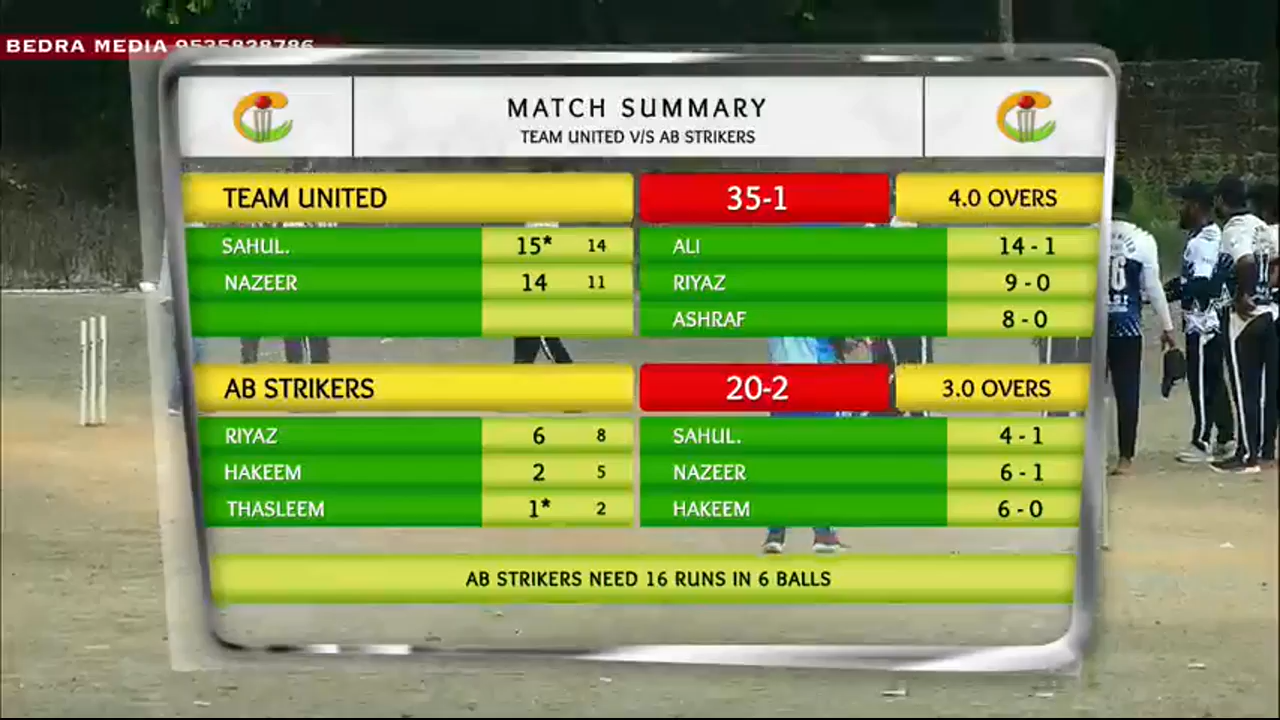 BEDRA MEDIA 9535828786
MATCH SUMMARY
TEAM UNITED V/S AB STRIKERS
TEAM UNITED 35-1 4.0 OVERS
SAHUL. 15* 14 ALI 14 - 1
NAZEER 14 11 RIYAZ 9 - 0
ASHRAF 8 - 0
AB STRIKERS 20-2 3.0 OVERS
RIYAZ 6 8 SAHUL. 4 - 1
HAKEEM 2 5 NAZEER 6 - 1
THASLEEM 1* 2 HAKEEM 6 - 0
AB STRIKERS NEED 16 RUNS IN 6 BALLS